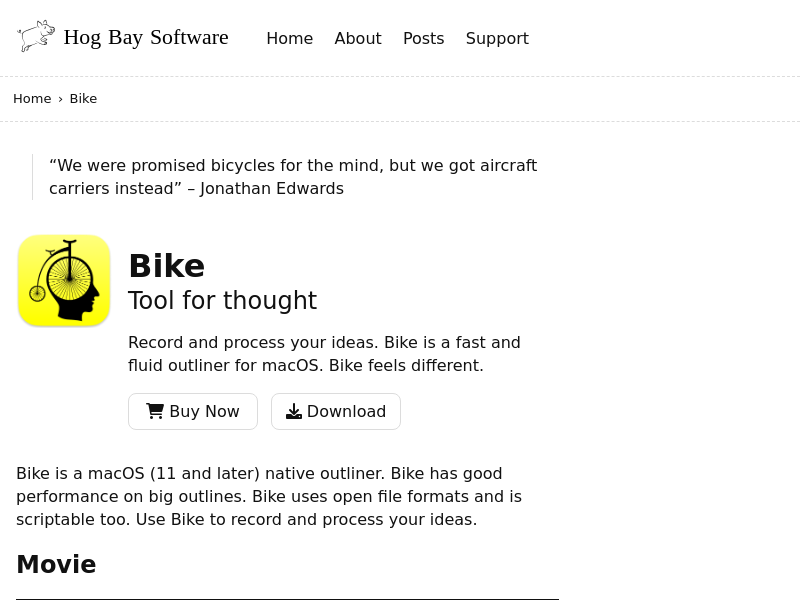 Hog Bay Software
Home About Posts Support
Home › Bike
“We were promised bicycles for the mind, but we got aircraft
carriers instead” – Jonathan Edwards
Bike
Tool for thought
Record and process your ideas. Bike is a fast and
fluid outliner for macOS. Bike feels different.
Buy Now Download
Bike is a macOS (11 and later) native outliner. Bike has good
performance on big outlines. Bike uses open file formats and is
scriptable too. Use Bike to record and process your ideas.
Movie